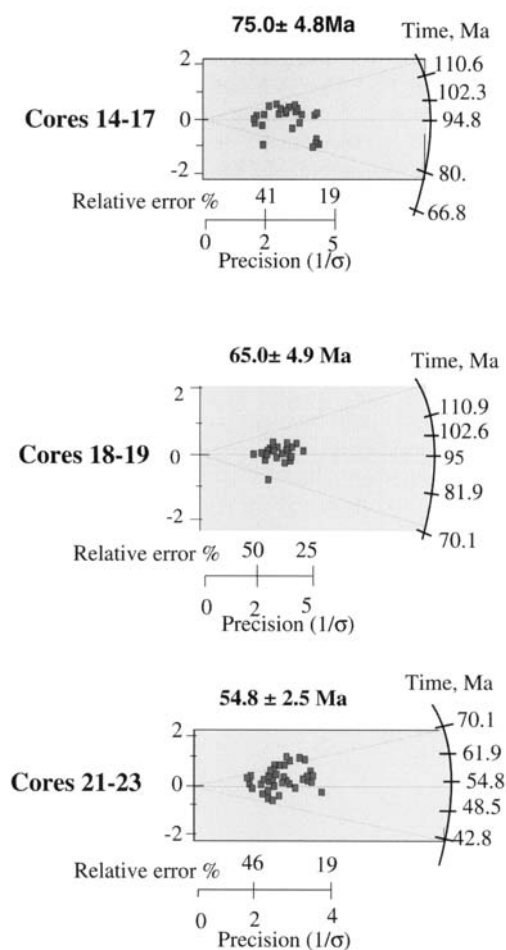 75.0± 4.8Ma
Time, Ma
2
110.6
102.3
Cores 14-17
0
94.8
-2
80.
66.8
Relative error %
41
19
0
2
5
Precision (1/σ)
65.0± 4.9 Ma
Time, Ma
2
110.9
102.6
Cores 18-19
0
95
81.9
-2
70.1
Relative error %
50
25
0
2
5
Precision (1/σ)
54.8 ± 2.5 Ma
Time, Ma
2
70.1
61.9
Cores 21-23
0
54.8
48.5
-2
42.8
Relative error %
46
19
0
2
4
Precision (1/σ)